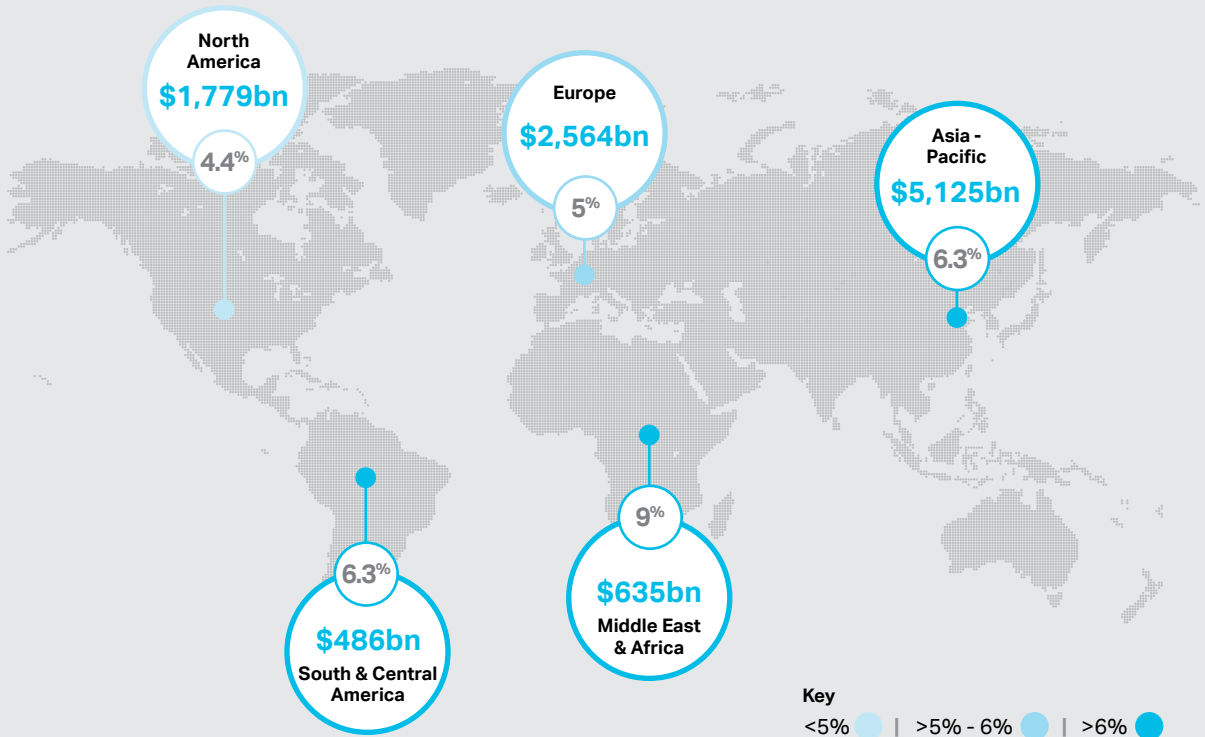 North
America
$1,779bn
4.4%
Europe
$2,564bn
5%
Asia -
Pacific
$5,125bn
6.3%
6.3%
$486bn
South & Central
America
9%
$635bn
Middle East
& Africa
Key
<5% | >5% - 6% | >6%